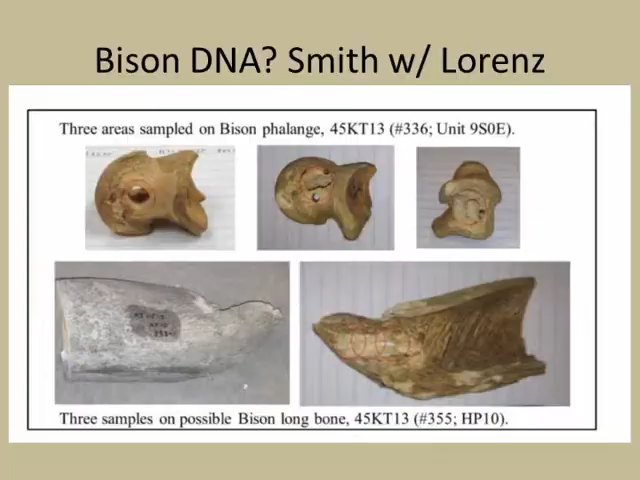 Bison DNA? Smith w/ Lorenz
Three areas sampled on Bison phalange, 45KT13 (#336; Unit 9S0E).
Three samples on possible Bison long bone, 45KT13 (#355; HP10).